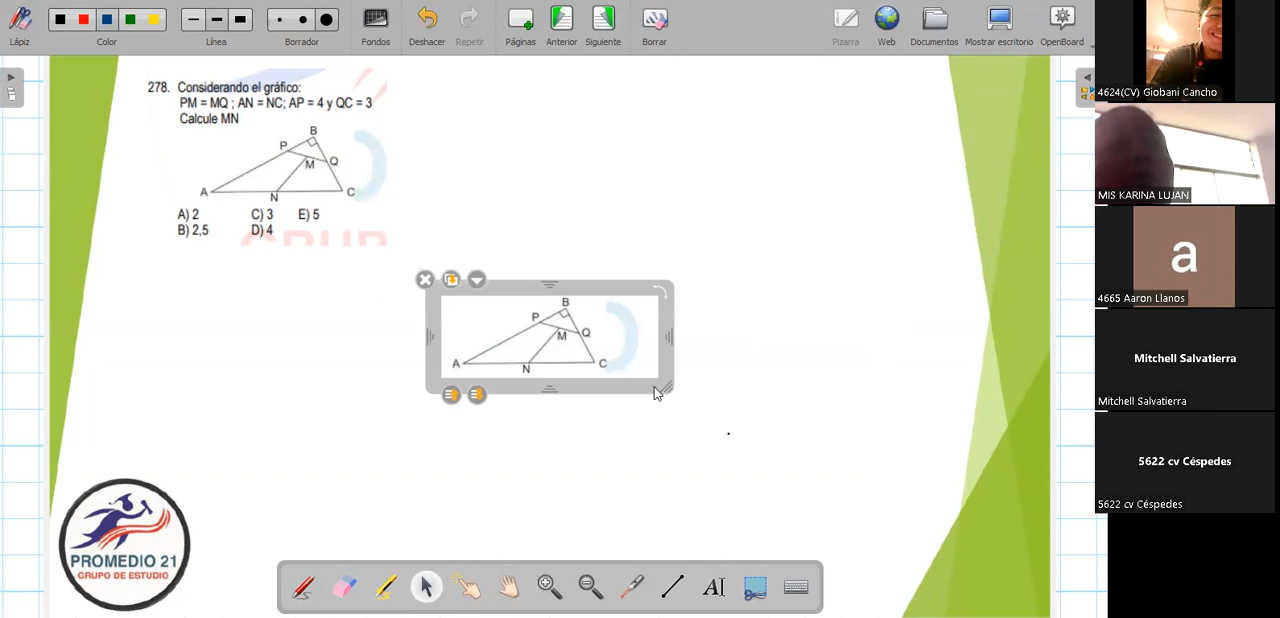 Lápiz
Color
Línea
Borrador
Fondos
Deshacer
Repetir
Páginas
Anterior
Siguiente
Borrar
Pizarra
Web
Documentos
Mostrar escritorio
OpenBoard
278. Considerando el gráfico:
PM = MQ ; AN = NC; AP = 4 y QC = 3
Calcule MN
B
P
Q
M
A
N
C
A) 2 C) 3 E) 5
B) 2,5 D) 4
B
P
Q
M
A
N
C
PROMEDIO 21
GRUPO DE ESTUDIO
AI
4624(CV) Giobani Cancho
MIS KARINA LUJAN
a
4665 Aaron Llanos
Mitchell Salvatierra
Mitchell Salvatierra
5622 cv Céspedes
5622 cv Céspedes